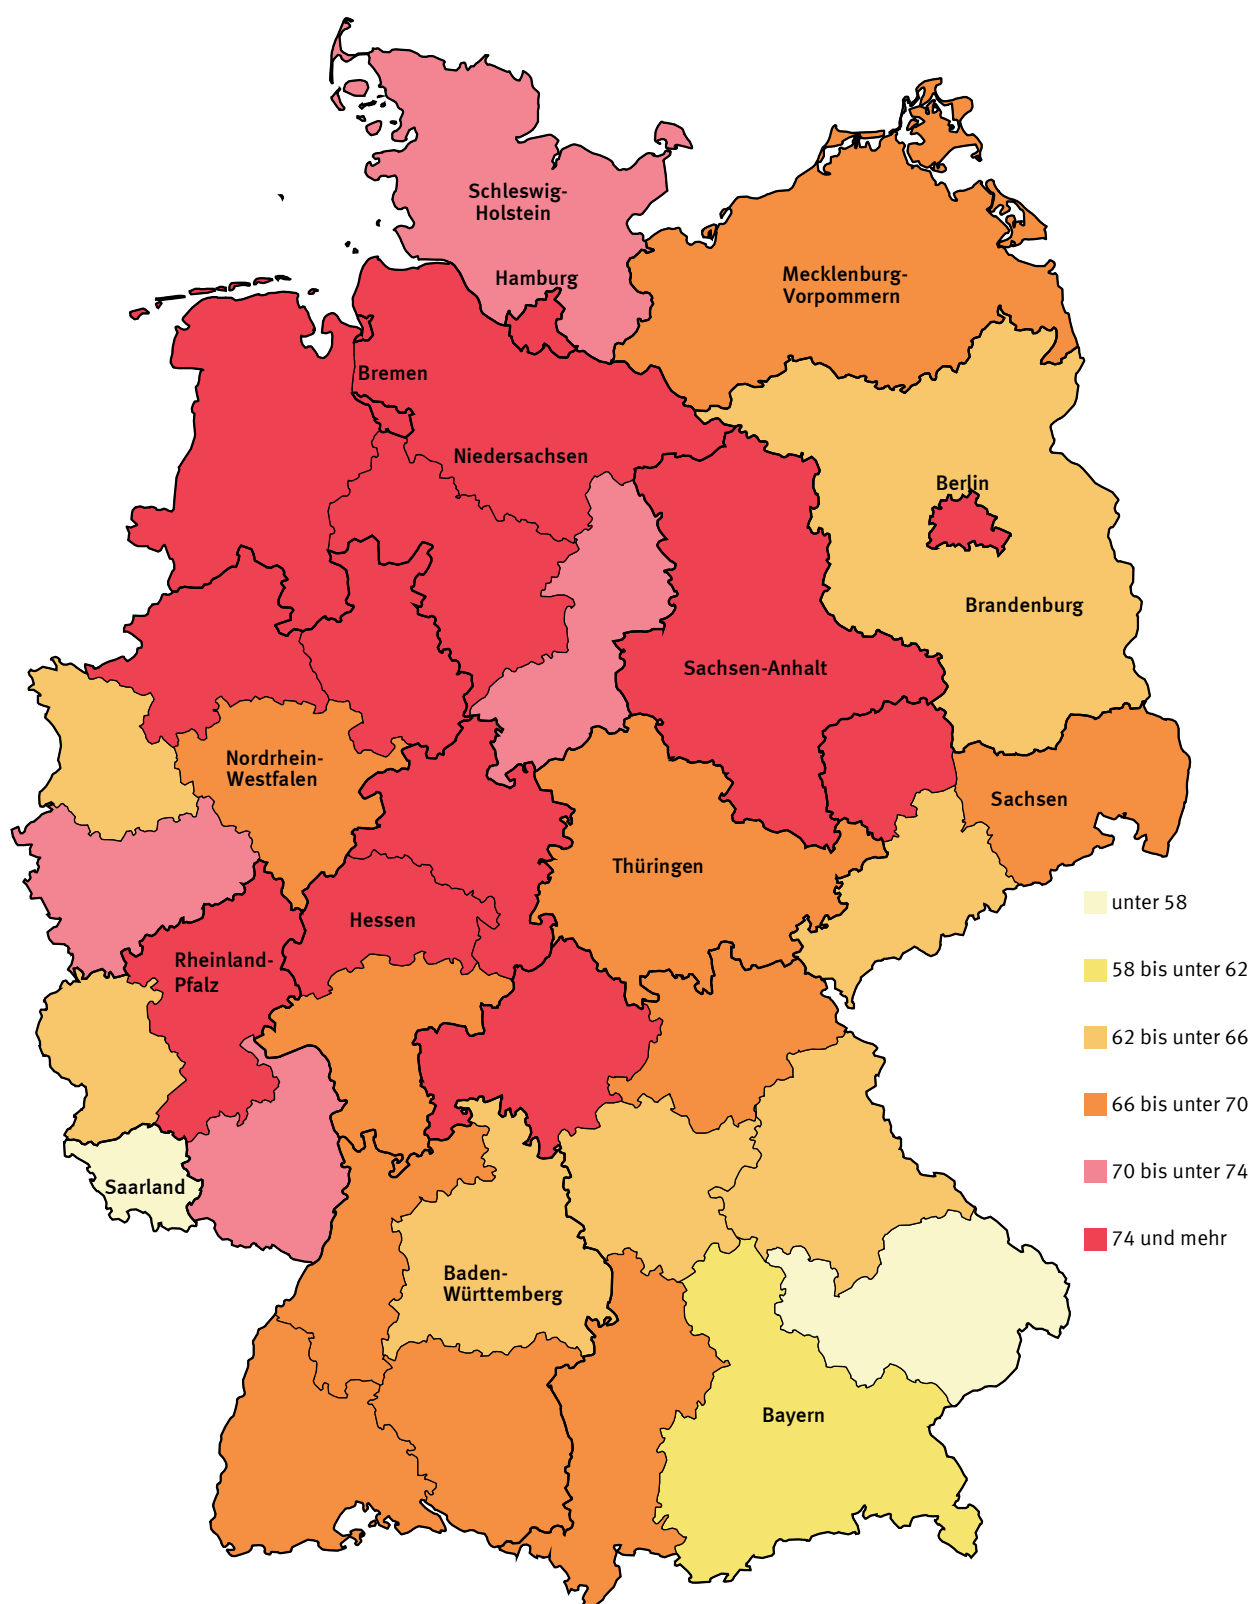 Schleswig-
Holstein
Hamburg
Mecklenburg-
Vorpommern
Bremen
Niedersachsen
Berlin
Brandenburg
Sachsen-Anhalt
Nordrhein-
Westfalen
Sachsen
Thüringen
Hessen
Rheinland-
Pfalz
Saarland
Baden-
Württemberg
Bayern
unter 58
58 bis unter 62
62 bis unter 66
66 bis unter 70
70 bis unter 74
74 und mehr